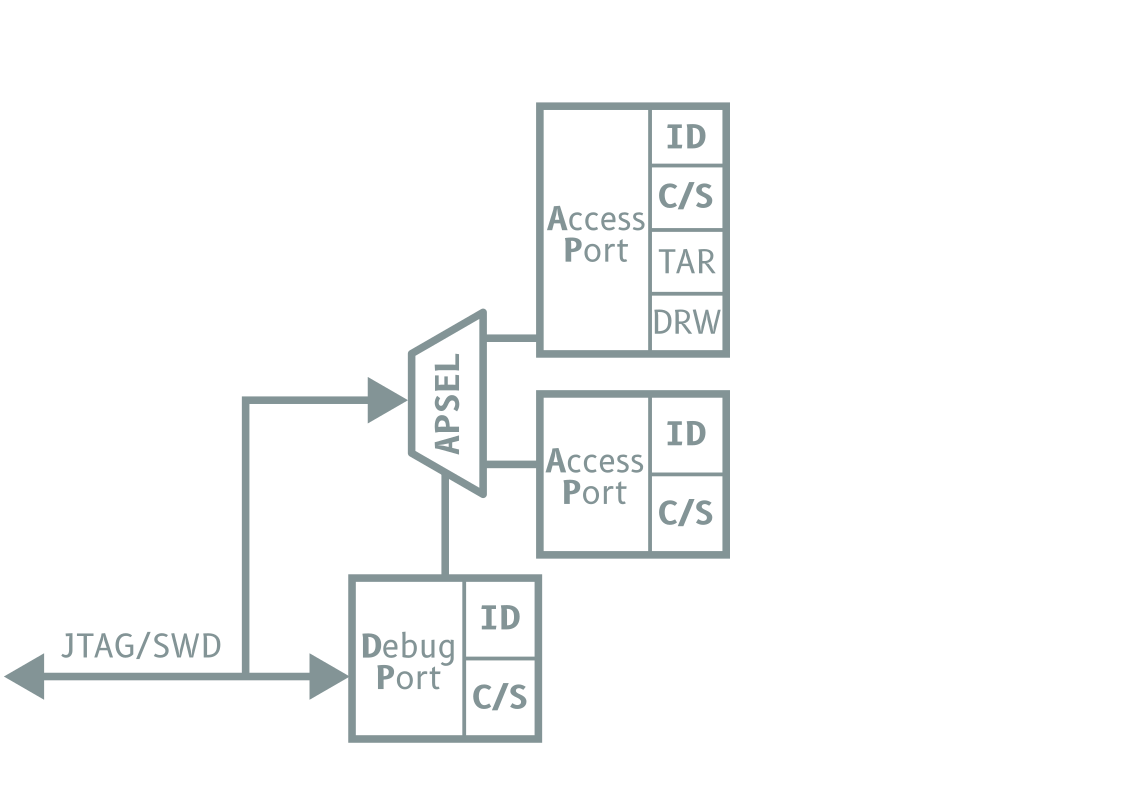 ID
C/S
Access
Port
TAR
DRW
APSEL
ID
Access
Port
C/S
JTAG/SWD
ID
Debug
Port
C/S